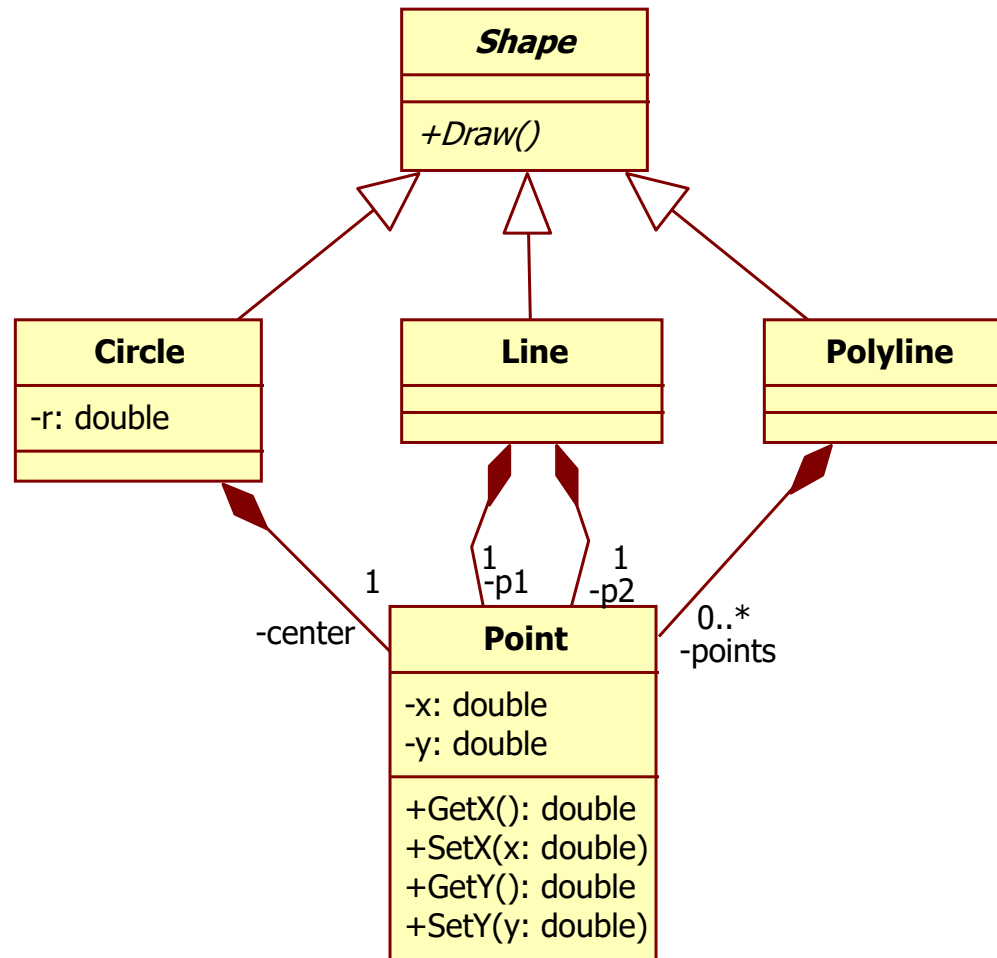 Shape
+Draw()
Circle
Line
Polyline
-r: double
1
-center
1
-p1
1
-p2
0..*
-points
Point
-x: double
-y: double
+GetX(): double
+SetX(x: double)
+GetY(): double
+SetY(y: double)